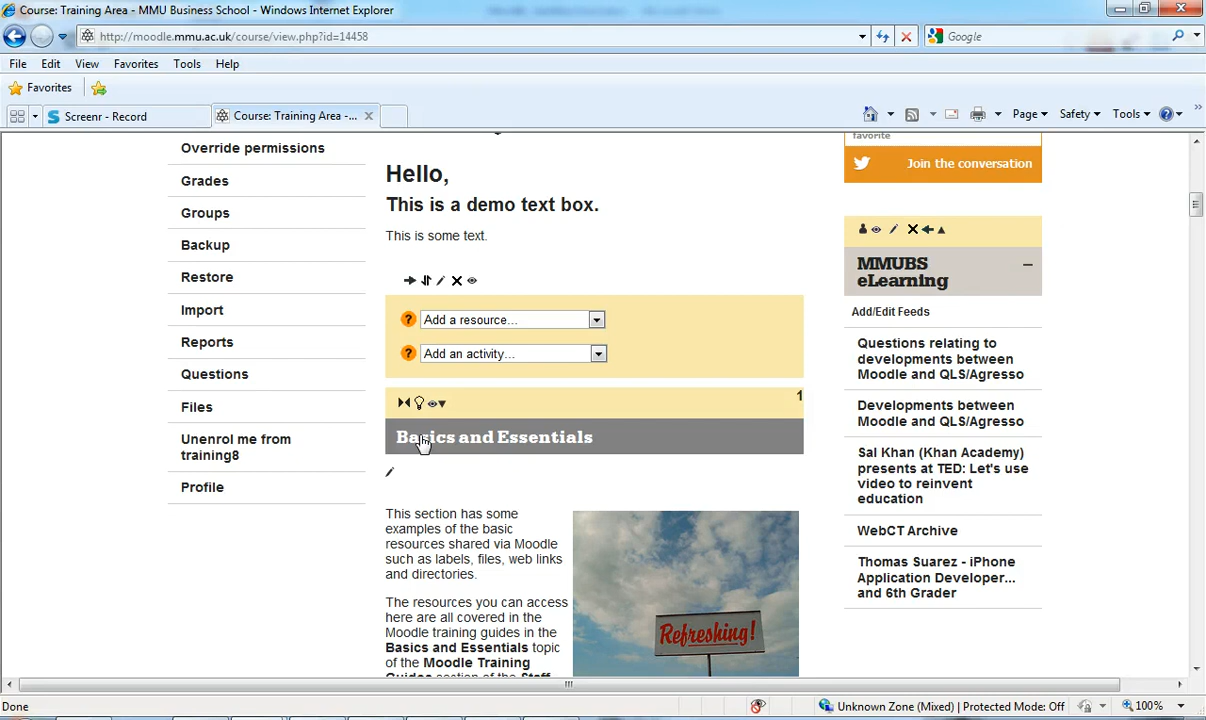 Course: Training Area - MMU Business School - Windows Internet Explorer
http://moodle.mmu.ac.uk/course/view.php?id=14458
Google
File Edit View Favorites Tools Help
Favorites
Screenr - Record
Course: Training Area -...
Page Safety Tools
Override permissions
Grades
Groups
Backup
Restore
Import
Reports
Questions
Files
Unenrol me from
training8
Profile
Hello,
This is a demo text box.
This is some text.
Add a resource...
Add an activity...
1
Basics and Essentials
This section has some
examples of the basic
resources shared via Moodle
such as labels, files, web links
and directories.
The resources you can access
here are all covered in the
Moodle training guides in the
Basics and Essentials topic
of the Moodle Training
Guides section of the Staff
Refreshing!
favorite
Join the conversation
MMUBS
eLearning
Add/Edit Feeds
Questions relating to
developments between
Moodle and QLS/Agresso
Developments between
Moodle and QLS/Agresso
Sal Khan (Khan Academy)
presents at TED: Let's use
video to reinvent
education
WebCT Archive
Thomas Suarez - iPhone
Application Developer...
and 6th Grader
Done
Unknown Zone (Mixed) | Protected Mode: Off
100%